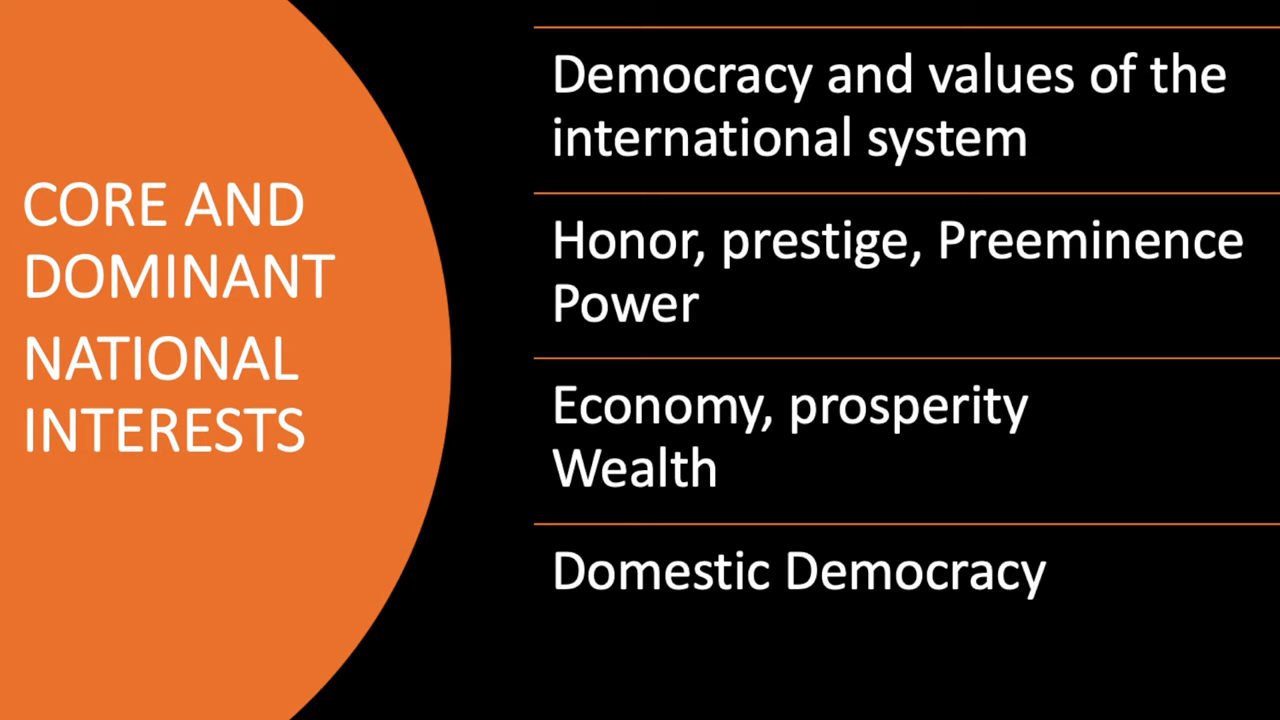 CORE AND
DOMINANT
NATIONAL
INTERESTS
Democracy and values of the
international system
Honor, prestige, Preeminence
Power
Economy, prosperity
Wealth
Domestic Democracy